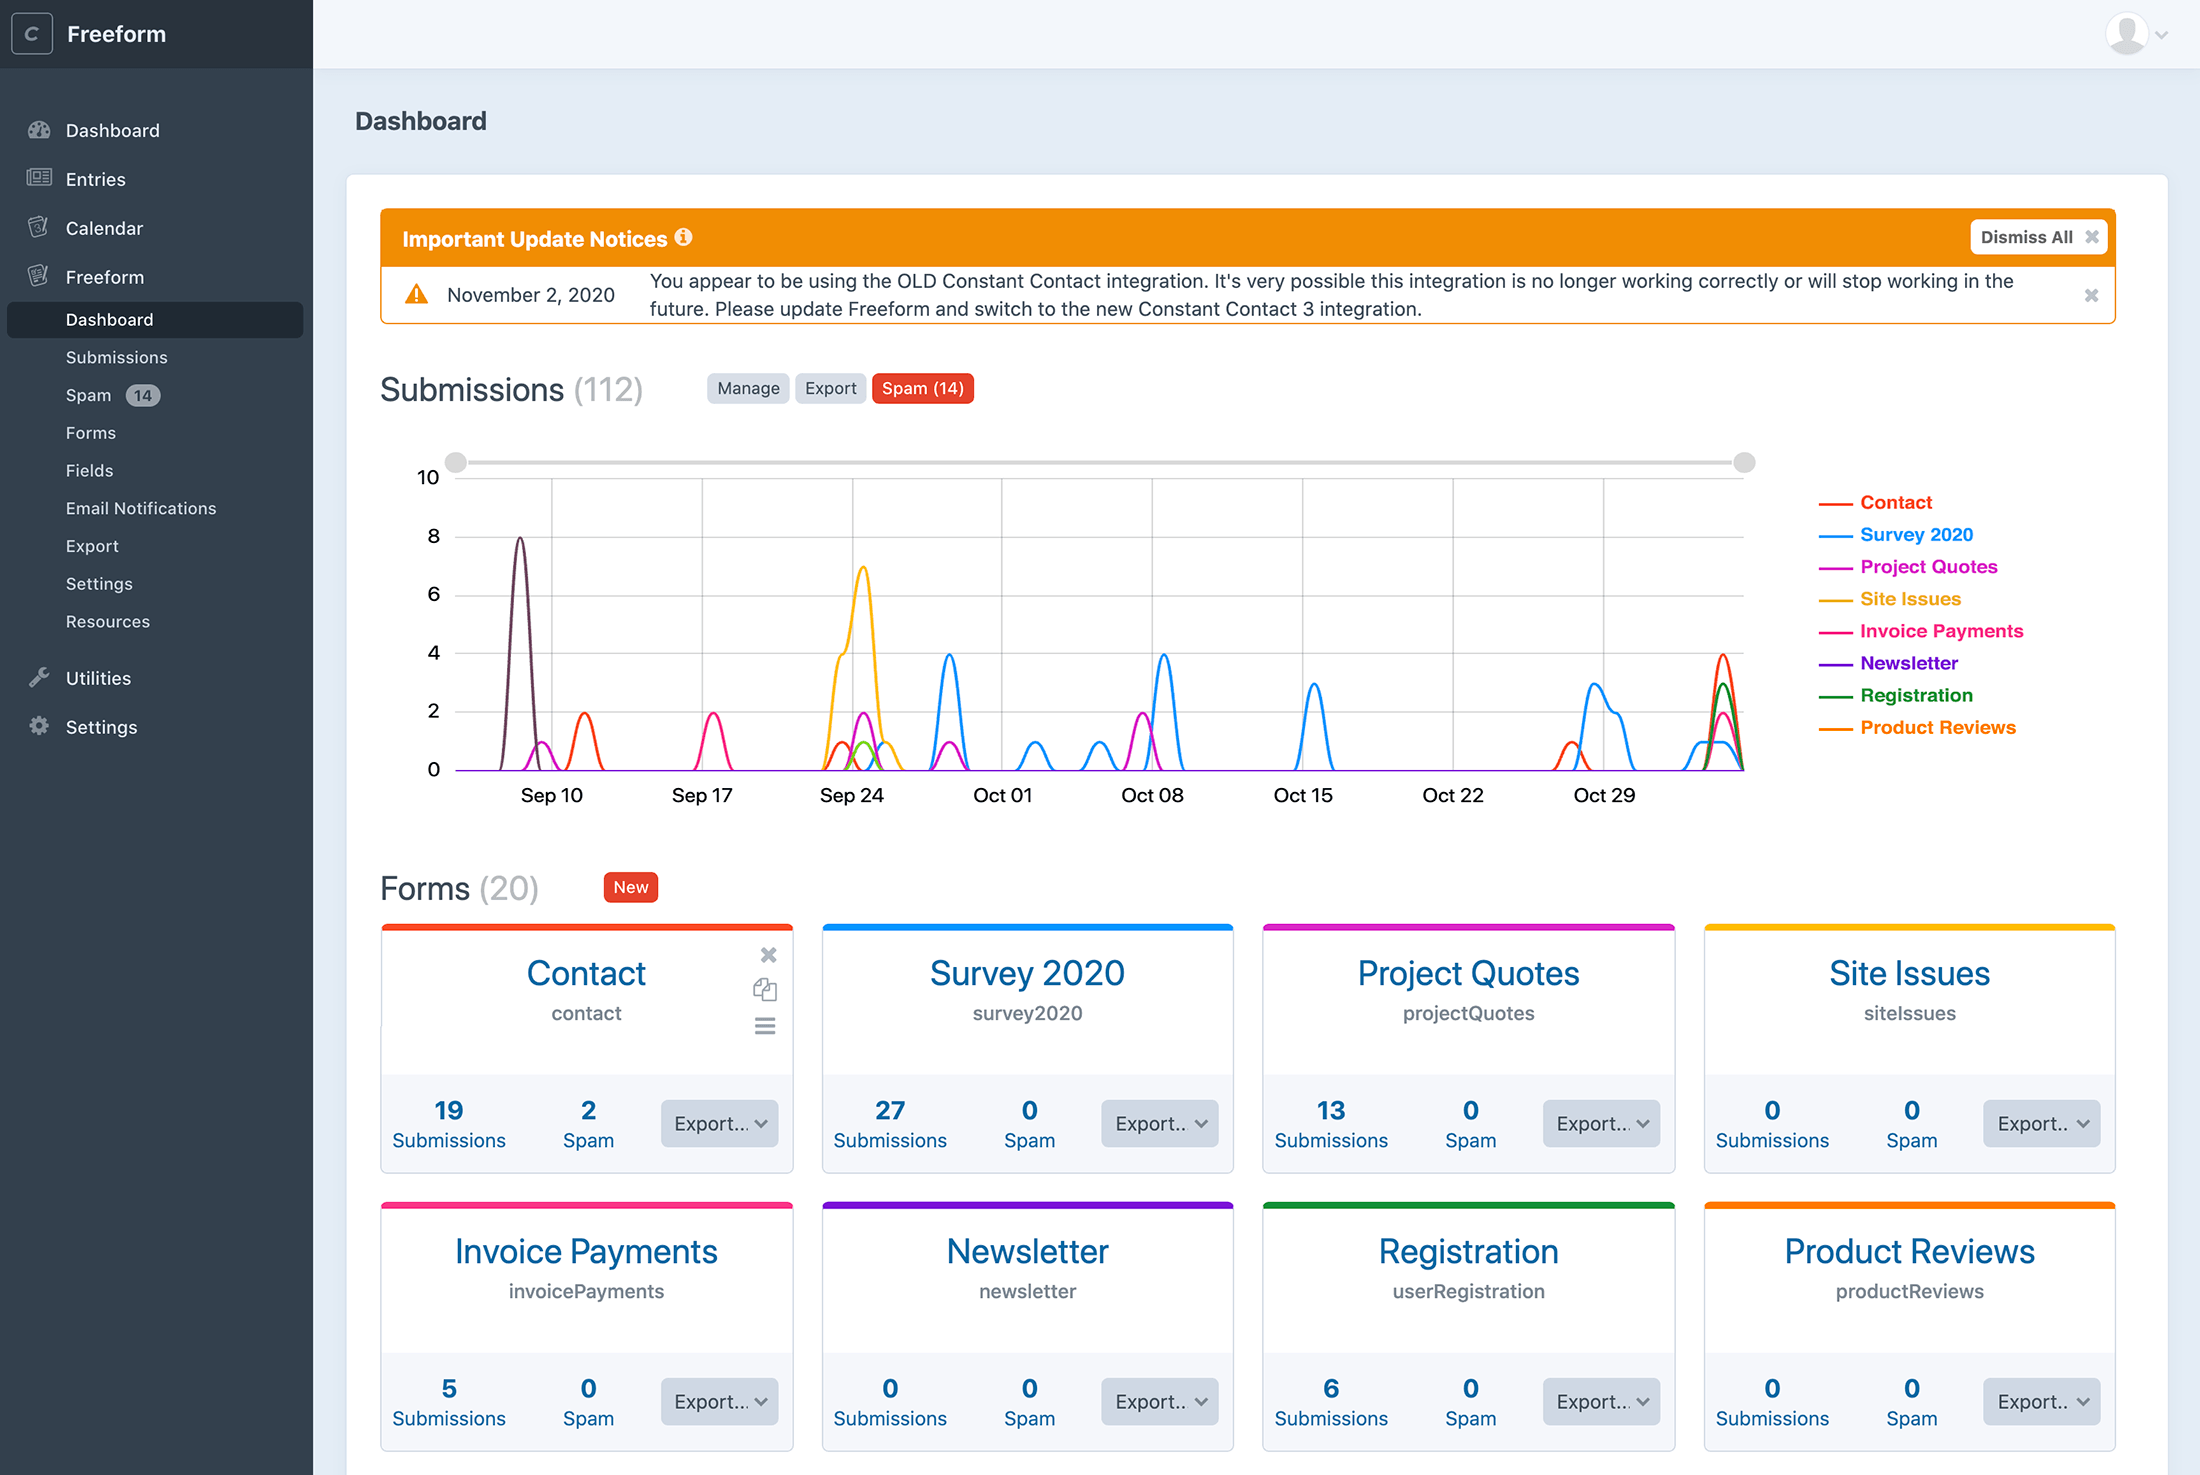 C Freeform
Dashboard
Entries
Calendar
Freeform
Dashboard
Submissions
Spam 14
Forms
Fields
Email Notifications
Export
Settings
Resources
Utilities
Settings
Dashboard
Important Update Notices
Dismiss All
November 2, 2020
You appear to be using the OLD Constant Contact integration. It's very possible this integration is no longer working correctly or will stop working in the
future. Please update Freeform and switch to the new Constant Contact 3 integration.
Submissions (112) Manage Export Spam (14)
10
8
6
4
2
0
Sep 10 Sep 17 Sep 24 Oct 01 Oct 08 Oct 15 Oct 22 Oct 29
Contact
Survey 2020
Project Quotes
Site Issues
Invoice Payments
Newsletter
Registration
Product Reviews
Forms (20) New
Contact
contact
19 2 Export...
Submissions Spam
Survey 2020
survey2020
27 0 Export..
Submissions Spam
Project Quotes
projectQuotes
13 0 Export...
Submissions Spam
Site Issues
siteIssues
0 0 Export..
Submissions Spam
Invoice Payments
invoicePayments
5 0 Export...
Submissions Spam
Newsletter
newsletter
0 0 Export..
Submissions Spam
Registration
userRegistration
6 0 Export...
Submissions Spam
Product Reviews
productReviews
0 0 Export..
Submissions Spam